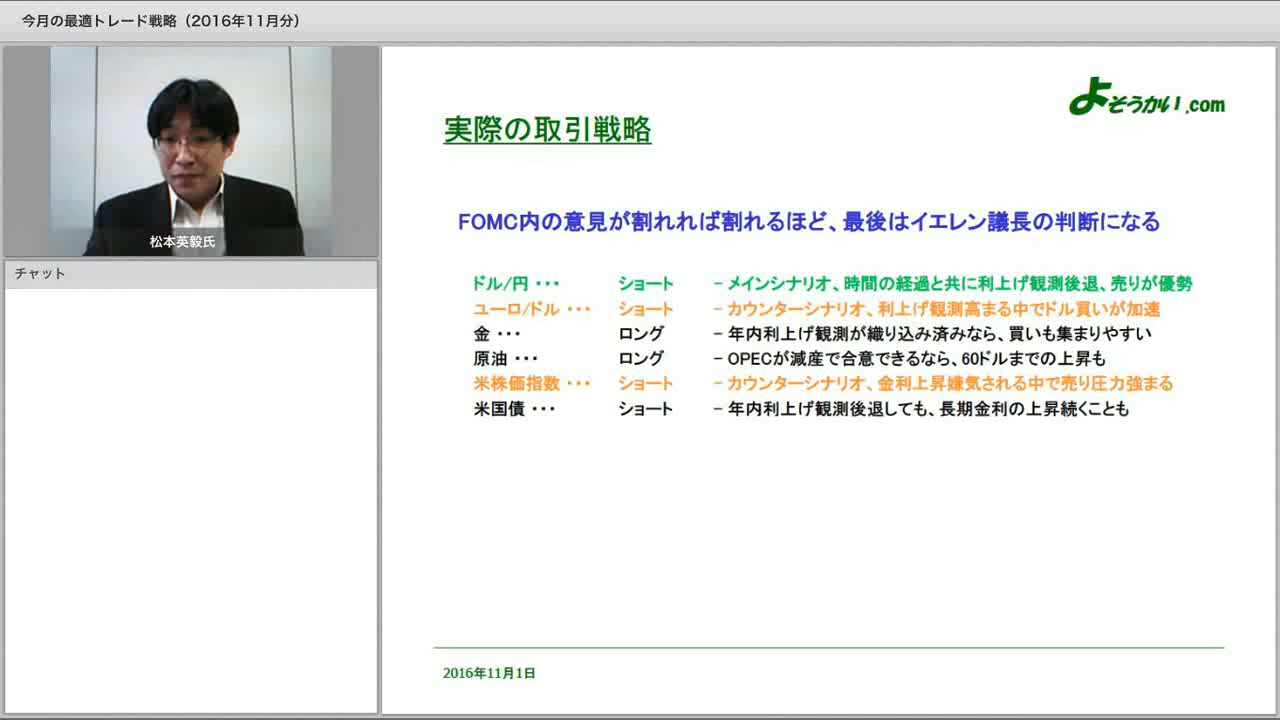 今月の最適トレード戦略（2016年11月分）
松本英毅氏
チャット
よそうかい.com
実際の取引戦略
FOMC内の意見が割れれば割れるほど、最後はイエレン議長の判断になる
ドル/円 ・・・ ショート － メインシナリオ、時間の経過と共に利上げ観測後退、売りが優勢
ユーロ/ドル ・・・ ショート － カウンターシナリオ、利上げ観測高まる中でドル買いが加速
金 ・・・ ロング － 年内利上げ観測が織り込み済みなら、買いも集まりやすい
原油 ・・・ ロング － OPECが減産で合意できるなら、60ドルまでの上昇も
米株価指数 ・・・ ショート － カウンターシナリオ、金利上昇嫌気される中で売り圧力強まる
米国債 ・・・ ショート － 年内利上げ観測後退しても、長期金利の上昇続くことも
2016年11月1日